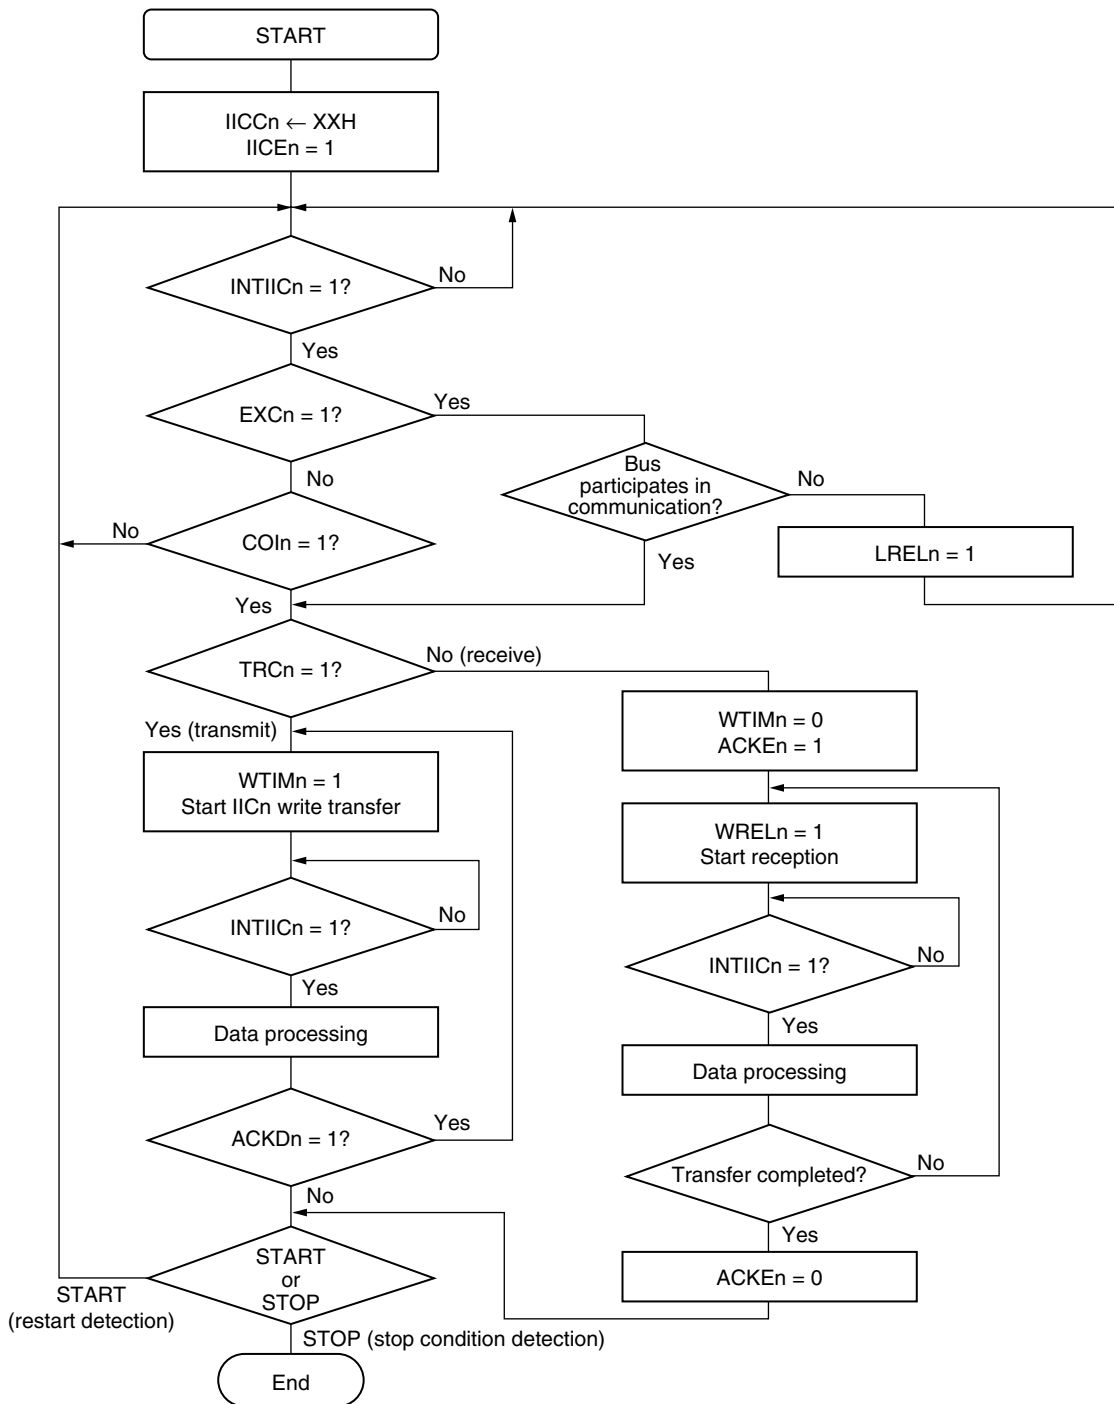 START
IICCn ← XXH
IICEn = 1
INTIICn = 1?
No
Yes
EXCn = 1?
Yes
No
Bus
participates in
communication?
No
Yes
LRELn = 1
COIn = 1?
No
Yes
TRCn = 1?
No (receive)
Yes (transmit)
WTIMn = 1
Start IICn write transfer
INTIICn = 1?
No
Yes
Data processing
ACKDn = 1?
Yes
No
WTIMn = 0
ACKEn = 1
WRELn = 1
Start reception
INTIICn = 1?
No
Yes
Data processing
Transfer completed?
No
Yes
ACKEn = 0
START
or
STOP
START
(restart detection)
STOP (stop condition detection)
End